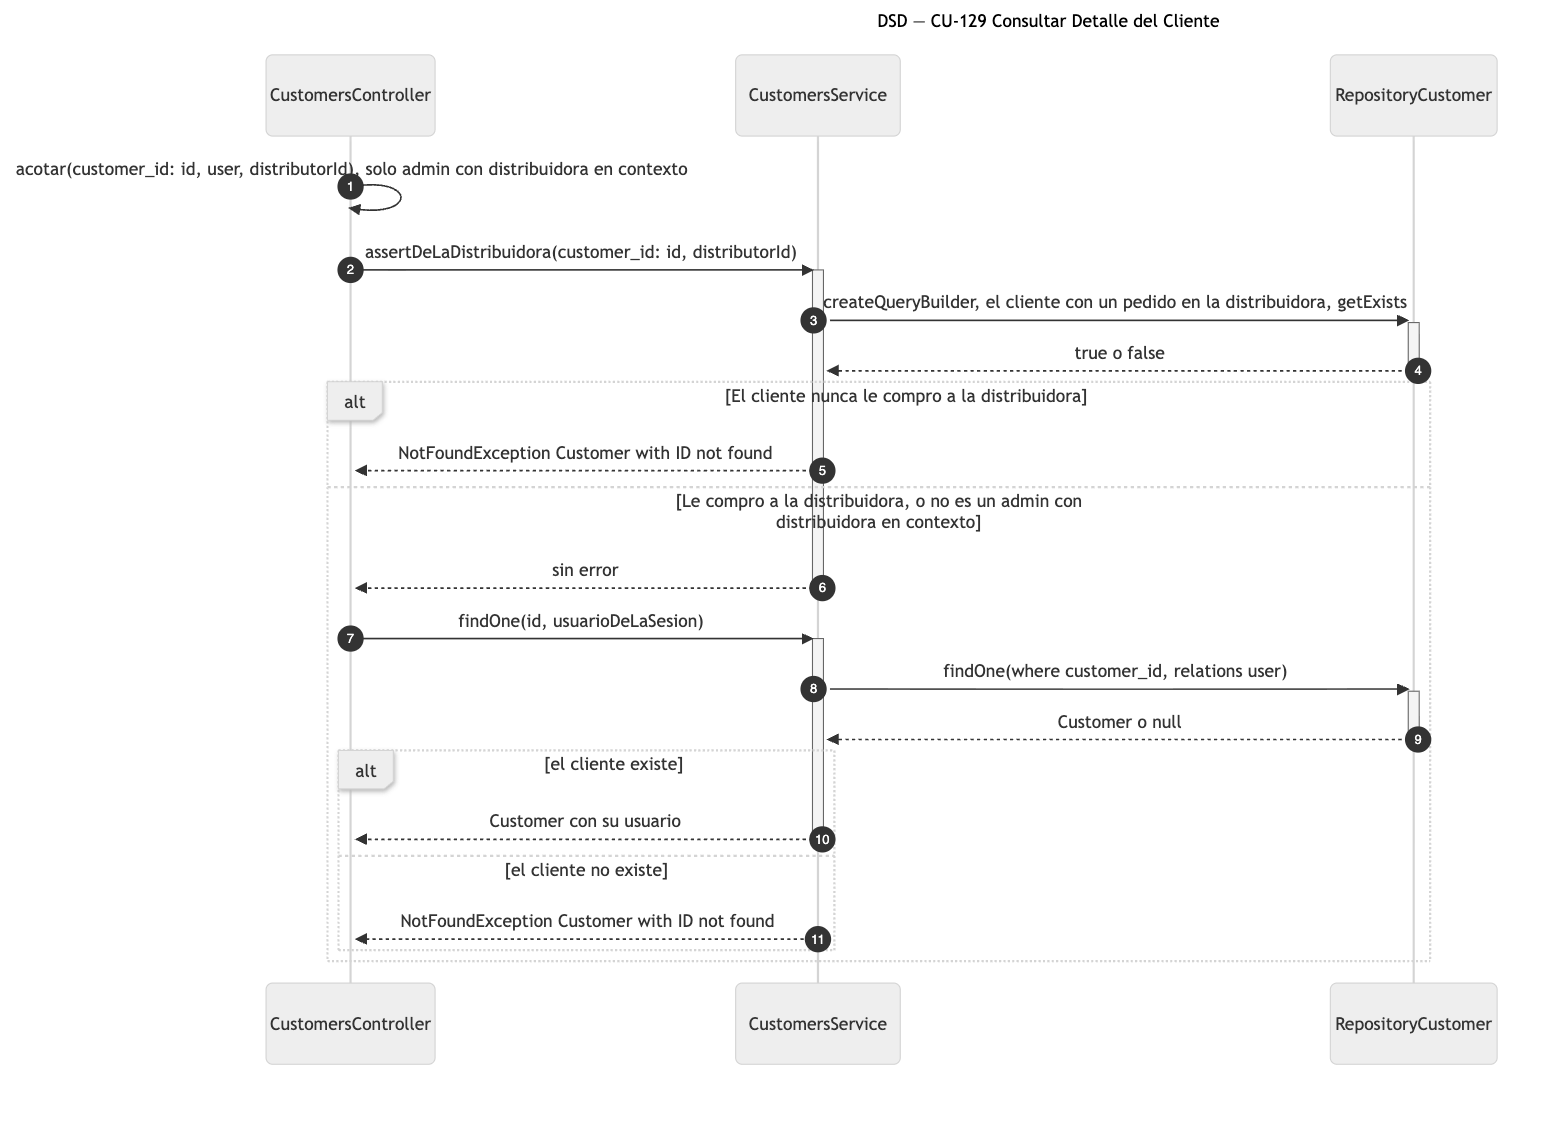 DSD — CU-129 Consultar Detalle del Cliente
CustomersController
CustomersService
RepositoryCustomer
acotar(customer_id: id, user, distributorId), solo admin con distribuidora en contexto
1
assertDeLaDistribuidora(customer_id: id, distributorId)
2
createQueryBuilder, el cliente con un pedido en la distribuidora, getExists
3
true o false
4
alt
[El cliente nunca le compro a la distribuidora]
NotFoundException Customer with ID not found
5
[Le compro a la distribuidora, o no es un admin con
distribuidora en contexto]
sin error
6
findOne(id, usuarioDeLaSesion)
7
findOne(where customer_id, relations user)
8
Customer o null
9
alt
[el cliente existe]
Customer con su usuario
10
[el cliente no existe]
NotFoundException Customer with ID not found
11
CustomersController
CustomersService
RepositoryCustomer